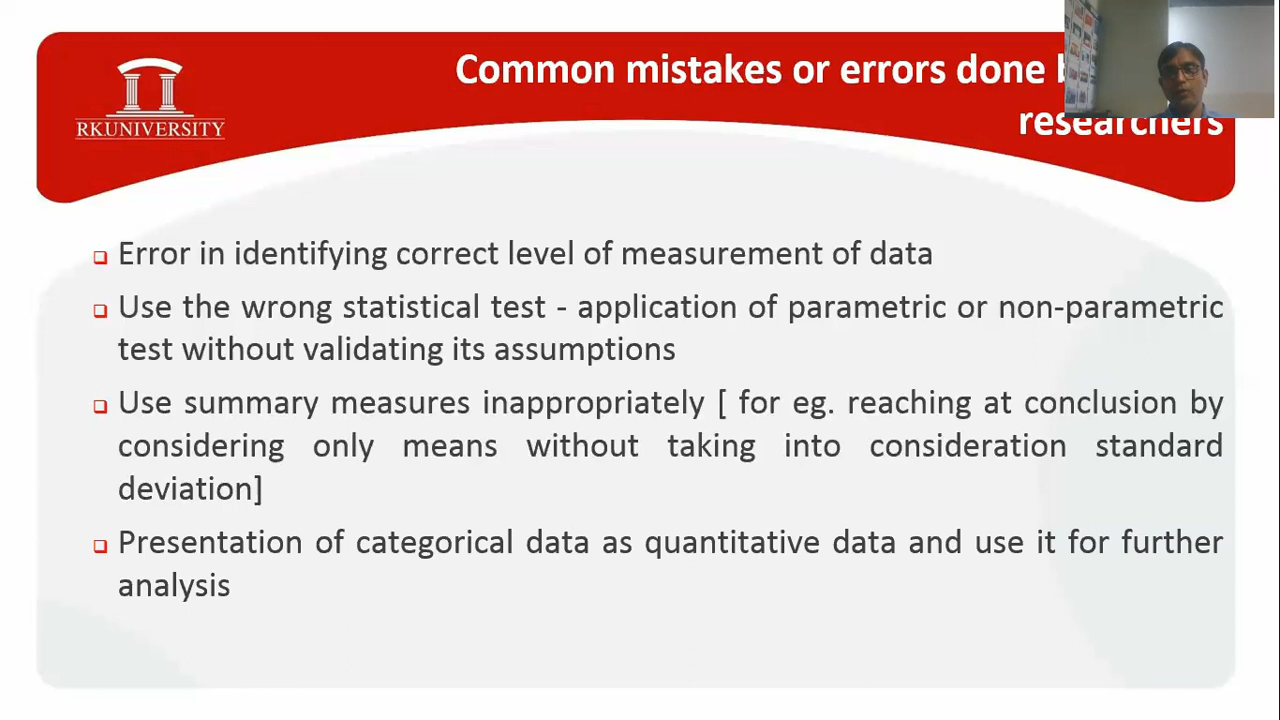 Common mistakes or errors done
researchers
RKUNIVERSITY
Error in identifying correct level of measurement of data
Use the wrong statistical test - application of parametric or non-parametric
test without validating its assumptions
Use summary measures inappropriately [ for eg. reaching at conclusion by
considering only means without taking into consideration standard
deviation]
Presentation of categorical data as quantitative data and use it for further
analysis